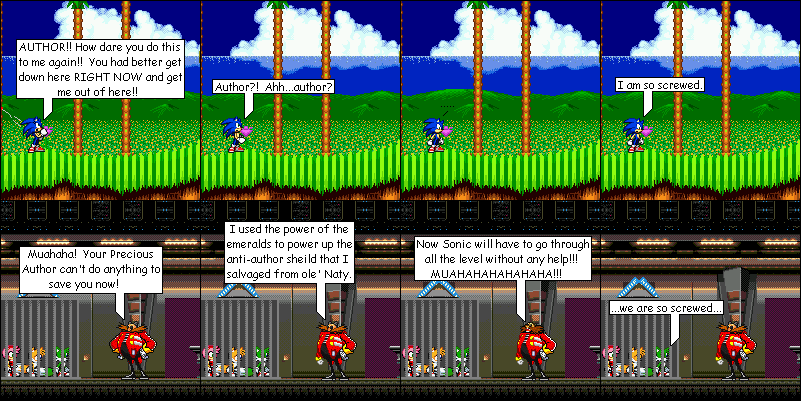 AUTHOR!! How dare you do this
to me again!! You had better get
down here RIGHT NOW and get
me out of here!!
Author?! Ahh...author?
I am so screwed.
Muahaha! Your Precious
Author can't do anything to
save you now!
I used the power of the
emeralds to power up the
anti-author sheild that I
salvaged from ole' Naty.
Now Sonic will have to go through
all the level without any help!!!
MUAHAHAHAHAHAHA!!!
...we are so screwed...